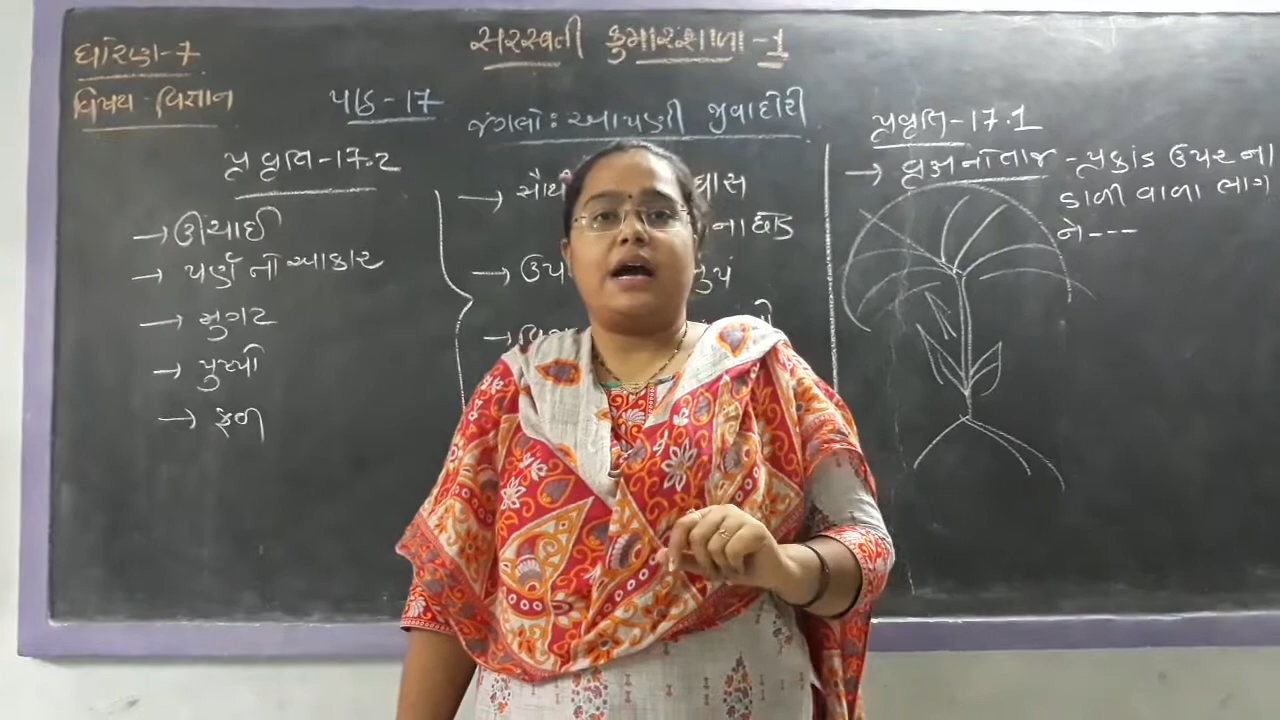 ધોરણ-7
સરસ્વતી કુમારશાળા-1
વિષય-વિજ્ઞાન
પાઠ-17
જંગલો: આપણી જીવાદોરી
પ્રવૃત્તિ-17.2
→ ઊંચાઈ
→ પર્ણનો આકાર
→ મુગટ
→ પુષ્પ
→ ફળ
→ ઘાસ
ના છોડ
→
→
પ્રવૃત્તિ-17.1
→ વૃક્ષનો તાજ - પ્રકાંડ ઉપરના
ડાળીવાળા ભાગ
ને---